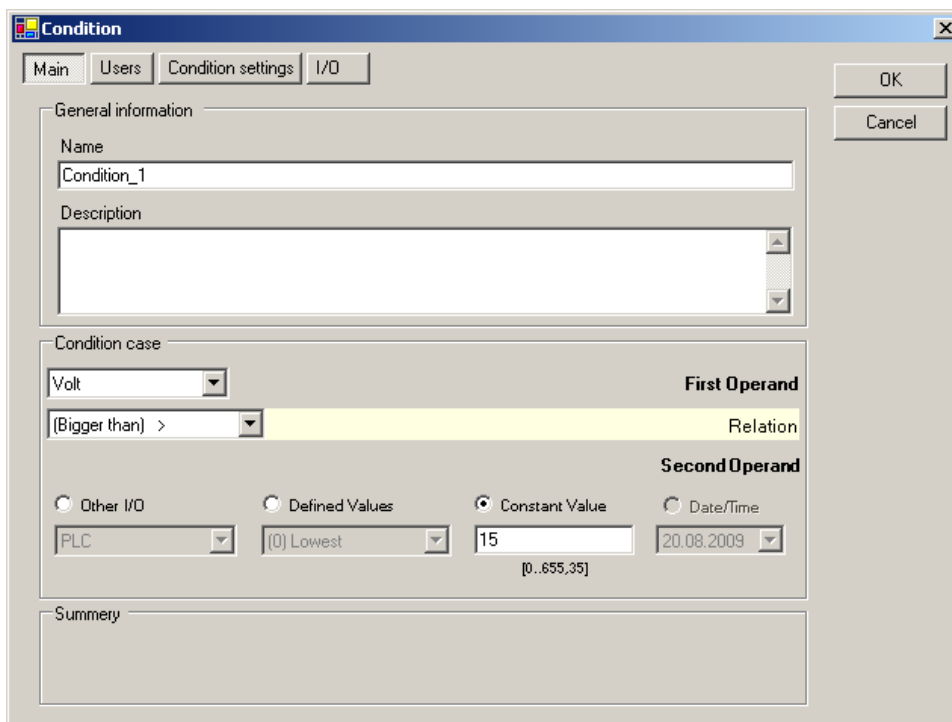 Condition
Main Users Condition settings I/O
OK
Cancel
General information
Name
Condition_1
Description
Condition case
Volt First Operand
(Bigger than) > Relation
Second Operand
Other I/O Defined Values Constant Value Date/Time
PLC (0) Lowest 15 20.08.2009
[0..655,35]
Summery